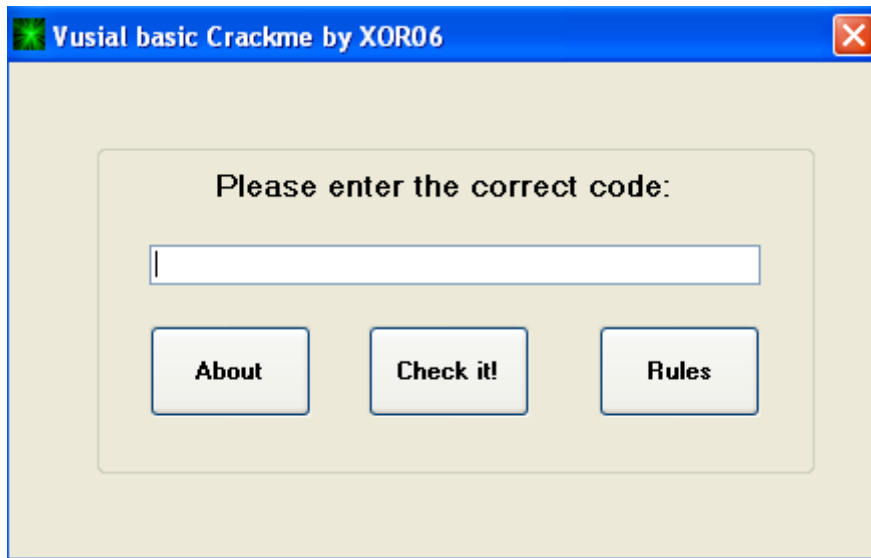 Vusial basic Crackme by XOR06
Please enter the correct code:
About
Check it!
Rules